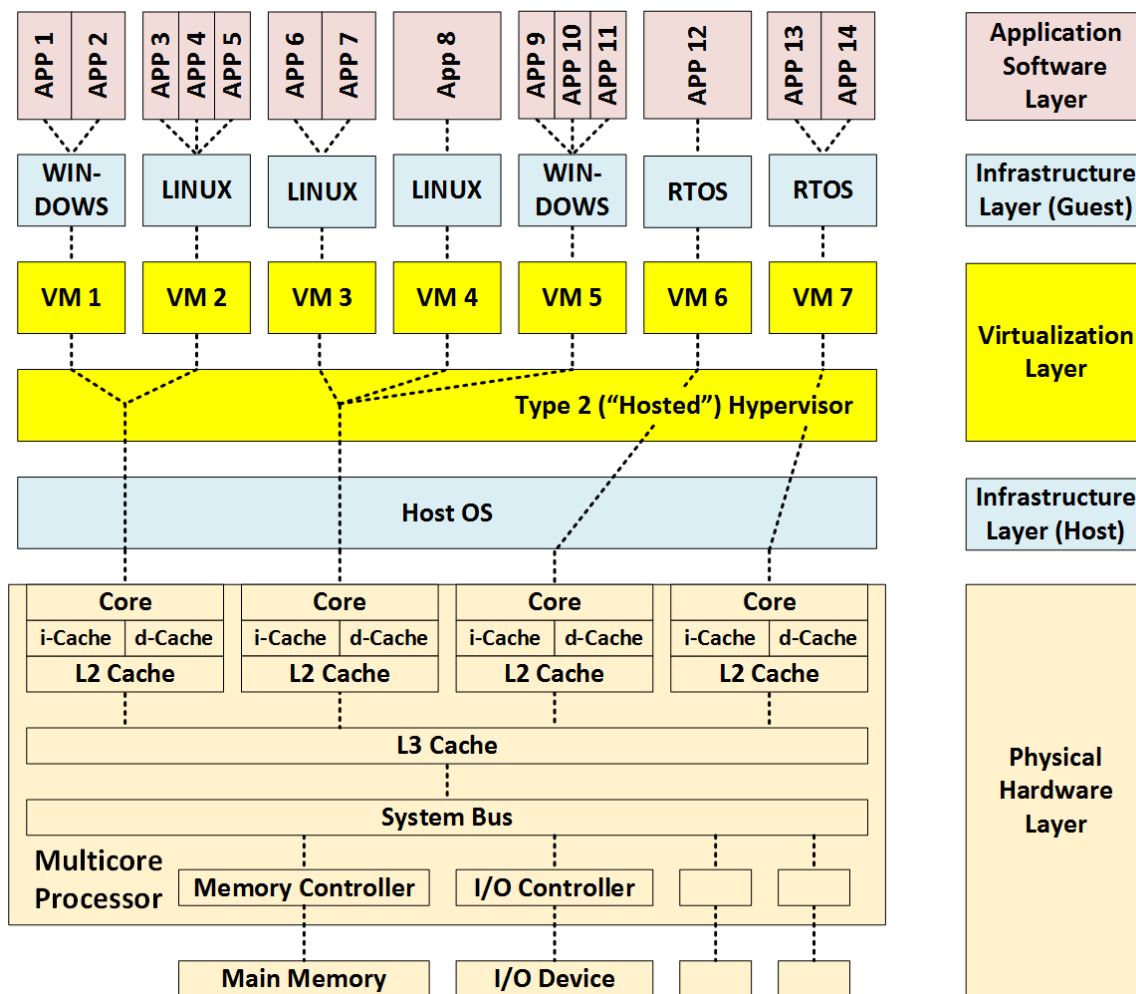 APP 1
APP 2
APP 3
APP 4
APP 5
APP 6
APP 7
App 8
APP 9
APP 10
APP 11
APP 12
APP 13
APP 14
Application
Software
Layer
WIN-
DOWS
LINUX
LINUX
LINUX
WIN-
DOWS
RTOS
RTOS
Infrastructure
Layer (Guest)
VM 1
VM 2
VM 3
VM 4
VM 5
VM 6
VM 7
Virtualization
Layer
Type 2 (“Hosted”) Hypervisor
Host OS
Infrastructure
Layer (Host)
Core
i-Cache
d-Cache
L2 Cache
Core
i-Cache
d-Cache
L2 Cache
Core
i-Cache
d-Cache
L2 Cache
Core
i-Cache
d-Cache
L2 Cache
L3 Cache
System Bus
Multicore
Processor
Memory Controller
I/O Controller
Main Memory
I/O Device
Physical
Hardware
Layer